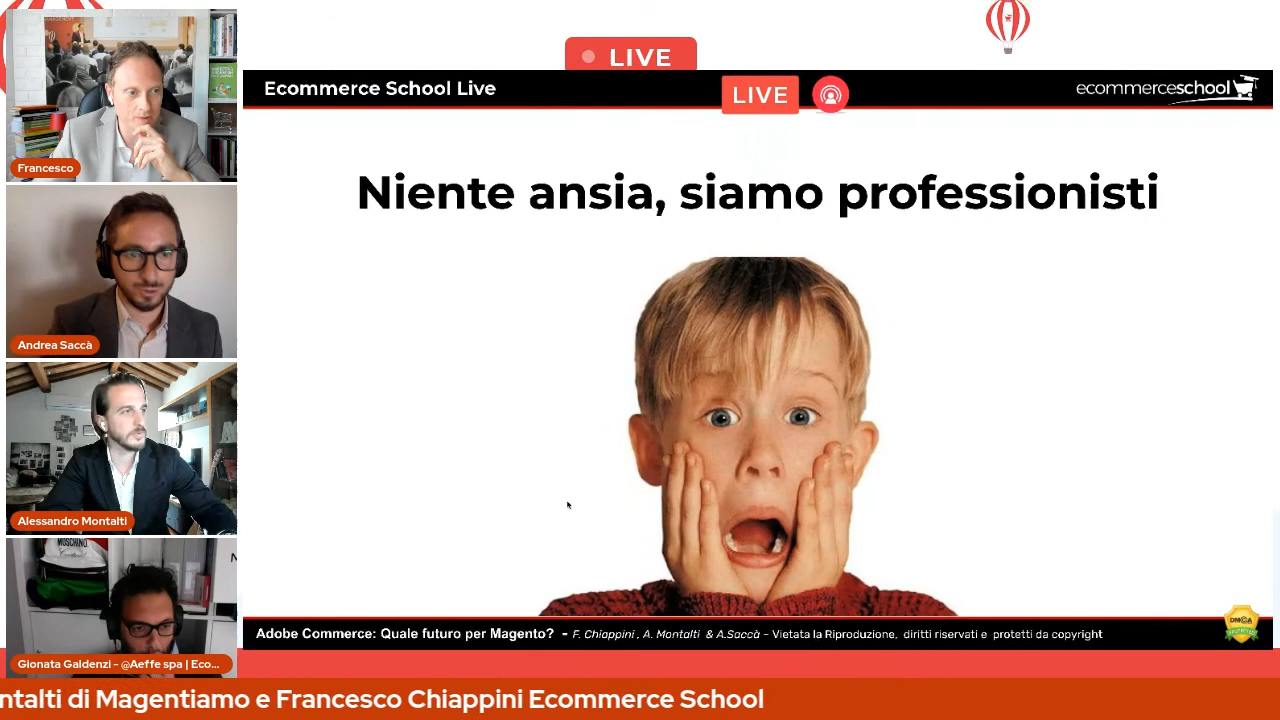 LIVE
Ecommerce School Live
LIVE
ecommerceschool
Niente ansia, siamo professionisti
Francesco
Andrea Saccà
Alessandro Montalti
MOSCHINO
Gionata Galdenzi - @Aeffe spa | Eco...
Adobe Commerce: Quale futuro per Magento? - F. Chiappini , A. Montalti & A.Saccà - Vietata la Riproduzione, diritti riservati e protetti da copyright
DMCA
ntalti di Magentiamo e Francesco Chiappini Ecommerce School